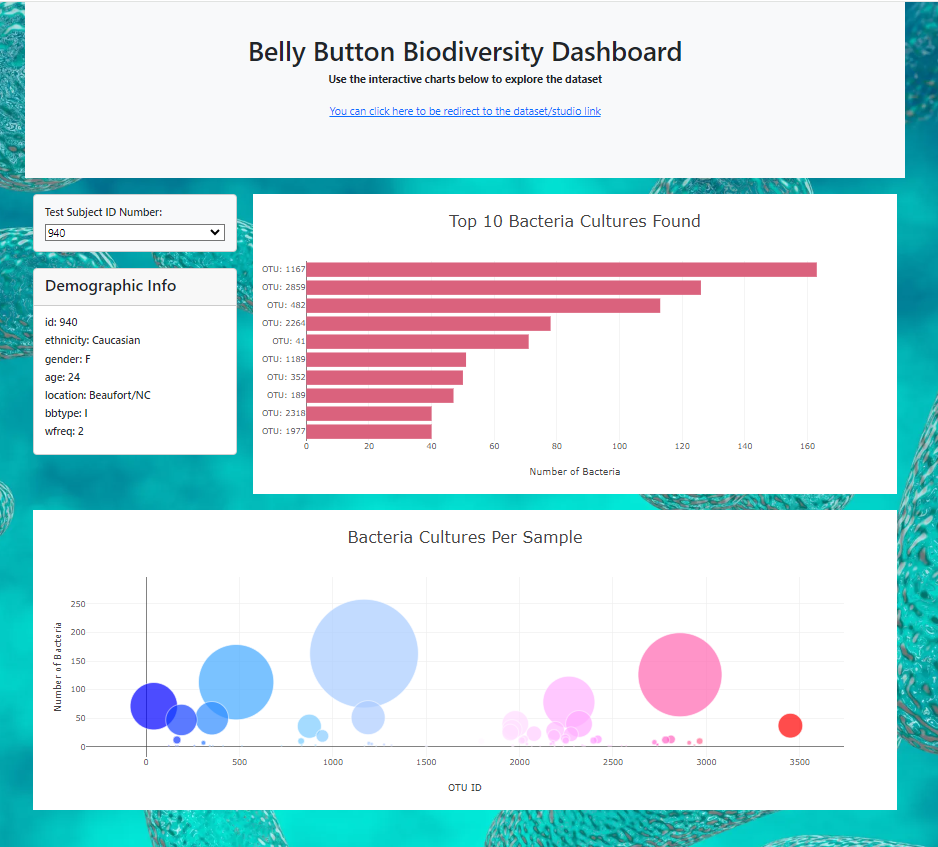 Belly Button Biodiversity Dashboard
Use the interactive charts below to explore the dataset
You can click here to be redirect to the dataset/studio link
Test Subject ID Number:
940
Demographic Info
id: 940
ethnicity: Caucasian
gender: F
age: 24
location: Beaufort/NC
bbtype: I
wfreq: 2
Top 10 Bacteria Cultures Found
OTU: 1167
OTU: 2859
OTU: 482
OTU: 2264
OTU: 41
OTU: 1189
OTU: 352
OTU: 189
OTU: 2318
OTU: 1977
0 20 40 60 80 100 120 140 160
Number of Bacteria
Bacteria Cultures Per Sample
Number of Bacteria
250
200
150
100
50
0
0 500 1000 1500 2000 2500 3000 3500
OTU ID